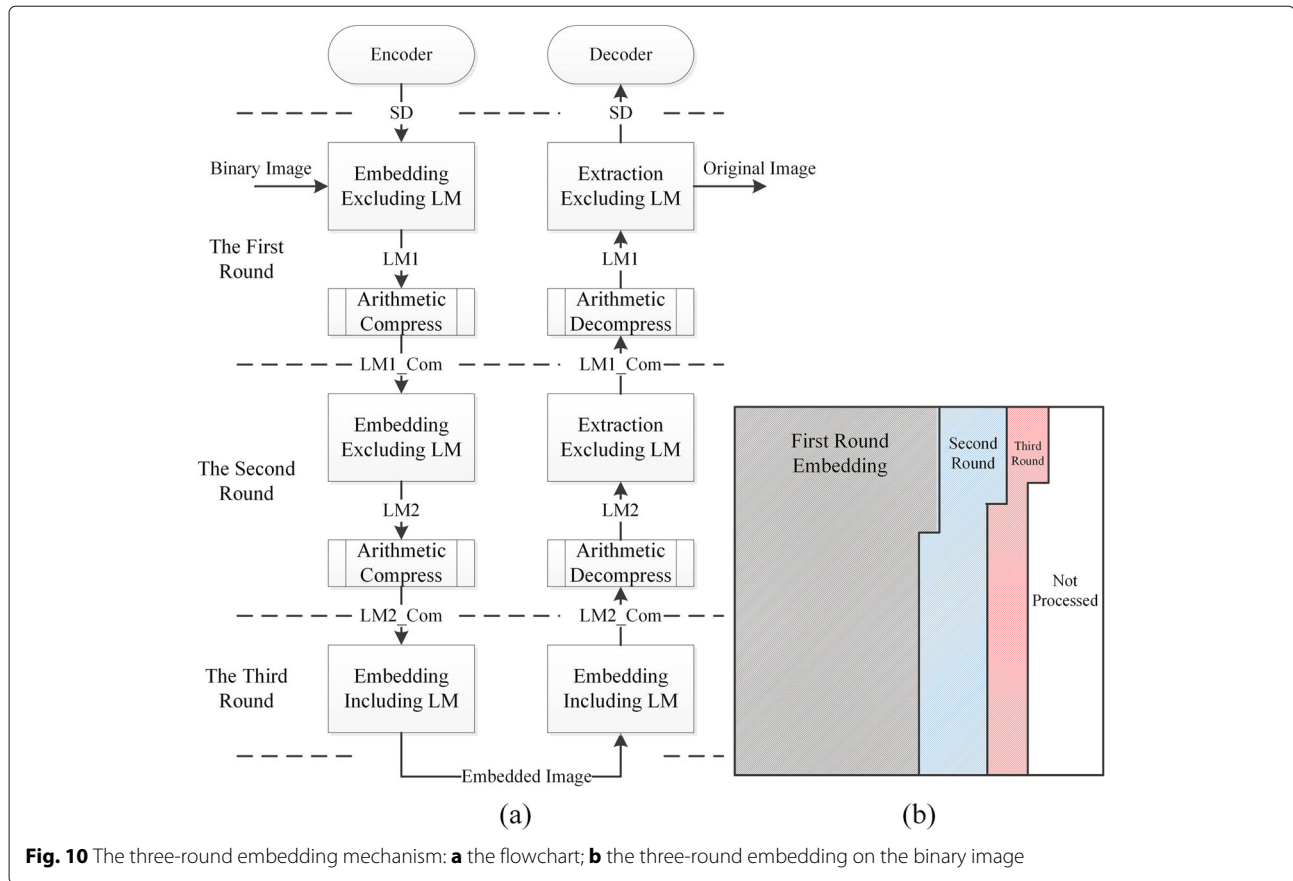 Encoder
Decoder
SD
SD
Binary Image
Embedding
Excluding LM
Extraction
Excluding LM
Original Image
The First
Round
LM1
LM1
Arithmetic
Compress
Arithmetic
Decompress
LM1_Com
LM1_Com
The Second
Round
Embedding
Excluding LM
Extraction
Excluding LM
LM2
LM2
Arithmetic
Compress
Arithmetic
Decompress
LM2_Com
LM2_Com
The Third
Round
Embedding
Including LM
Embedding
Including LM
Embedded Image
(a)
First Round
Embedding
Second
Round
Third
Round
Not
Processed
(b)
Fig. 10 The three-round embedding mechanism: a the flowchart; b the three-round embedding on the binary image